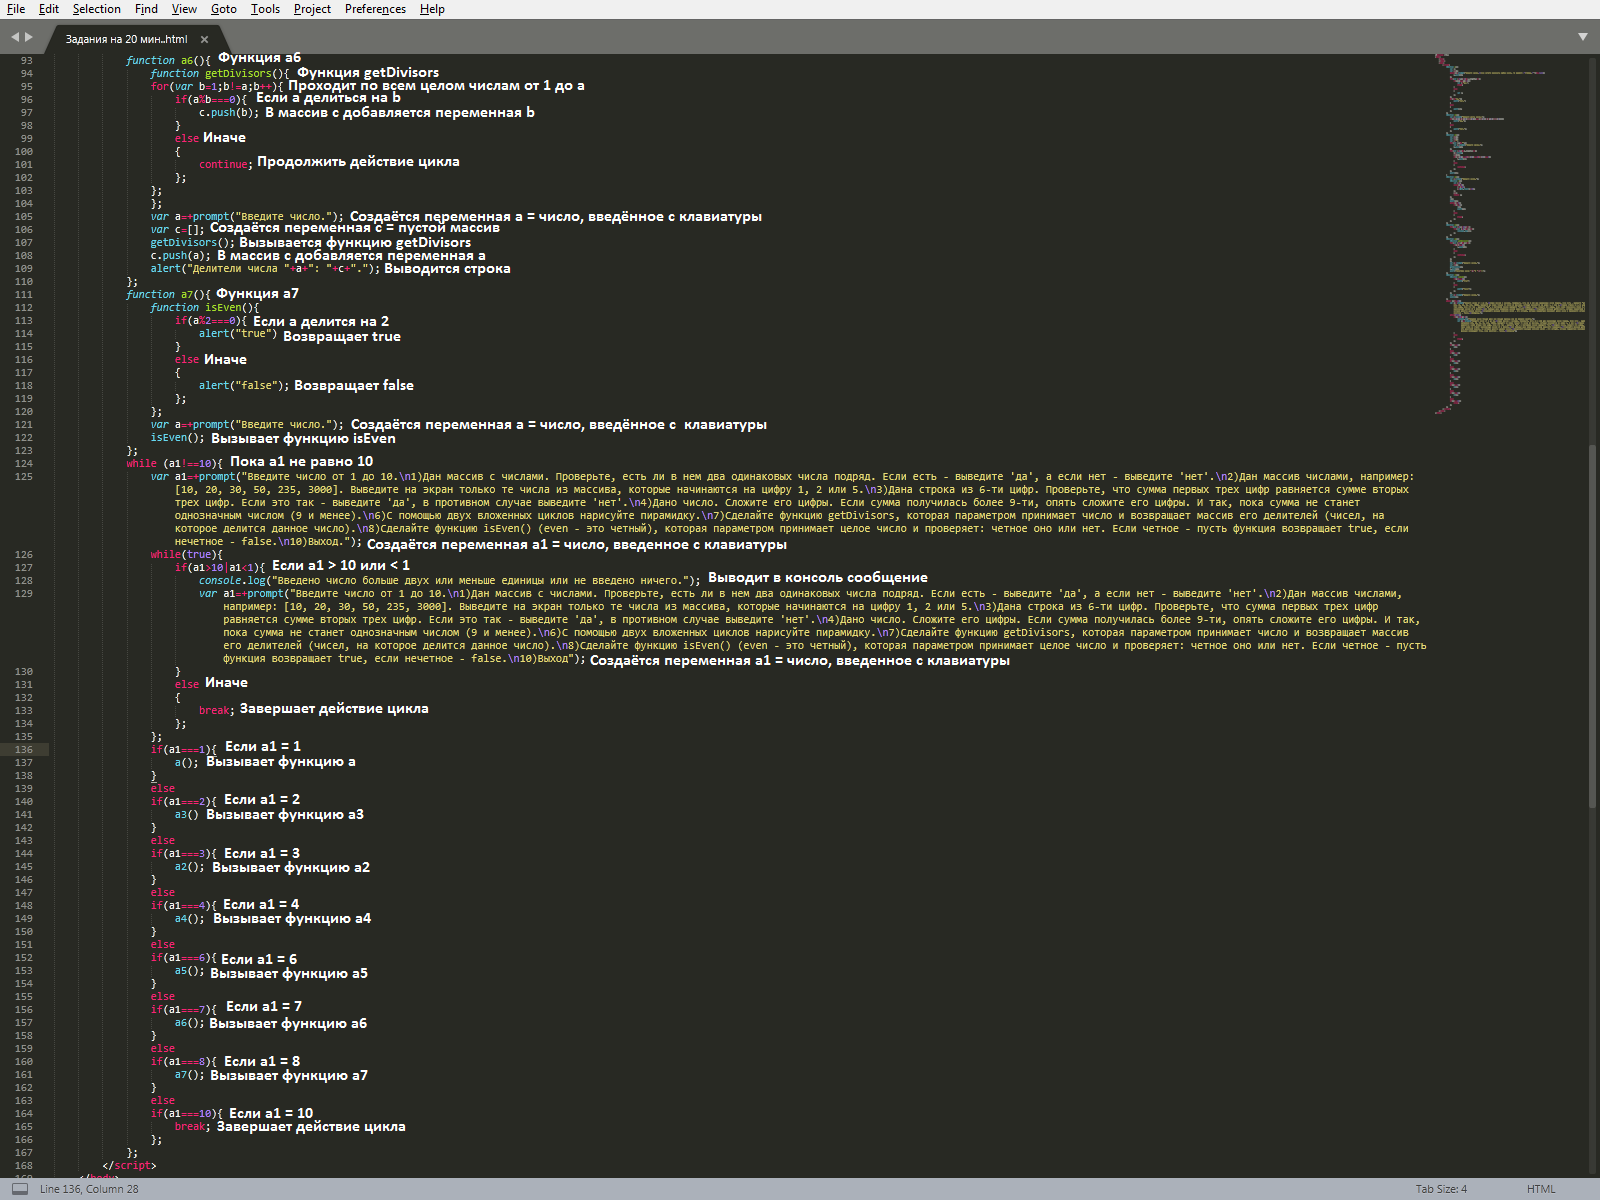 File Edit Selection Find View Goto Tools Project Preferences Help
Задания на 20 мин..html ×
93 function a6(){ Функция a6
94 function getDivisors(){ Функция getDivisors
95 for(var b=1;b!=a;b++){ Проходит по всем целом числам от 1 до a
96 if(a%b===0){ Если a делиться на b
97 c.push(b); В массив c добавляется переменная b
98 }
99 else Иначе
100 {
101 continue; Продолжить действие цикла
102 };
103 };
104 };
105 var a=+prompt("Введите число."); Создаётся переменная a = число, введённое с клавиатуры
106 var c=[]; Создаётся переменная c = пустой массив
107 getDivisors(); Вызывается функцию getDivisors
108 c.push(a); В массив c добавляется переменная a
109 alert("Делители числа "+a+": "+c+"."); Выводится строка
110 };
111 function a7(){ Функция a7
112 function isEven(){
113 if(a%2===0){ Если a делится на 2
114 alert("true") Возвращает true
115 }
116 else Иначе
117 {
118 alert("false"); Возвращает false
119 };
120 };
121 var a=+prompt("Введите число."); Создаётся переменная a = число, введённое с клавиатуры
122 isEven(); Вызывает функцию isEven
123 };
124 while (a1!==10){ Пока a1 не равно 10
125 var a1=+prompt("Введите число от 1 до 10.\n1)Дан массив с числами. Проверьте, есть ли в нем два одинаковых числа подряд. Если есть - выведите 'да', а если нет - выведите 'нет'.\n2)Дан массив числами, например:
[10, 20, 30, 50, 235, 3000]. Выведите на экран только те числа из массива, которые начинаются на цифру 1, 2 или 5.\n3)Дана строка из 6-ти цифр. Проверьте, что сумма первых трех цифр равняется сумме вторых
трех цифр. Если это так - выведите 'да', в противном случае выведите 'нет'.\n4)Дано число. Сложите его цифры. Если сумма получилась более 9-ти, опять сложите его цифры. И так, пока сумма не станет
однозначным числом (9 и менее).\n6)С помощью двух вложенных циклов нарисуйте пирамидку.\n7)Сделайте функцию getDivisors, которая параметром принимает число и возвращает массив его делителей (чисел, на
которое делится данное число).\n8)Сделайте функцию isEven() (even - это четный), которая параметром принимает целое число и проверяет: четное оно или нет. Если четное - пусть функция возвращает true, если
нечетное - false.\n10)Выход."); Создаётся переменная a1 = число, введенное с клавиатуры
126 while(true){
127 if(a1>10|a1<1){ Если a1 > 10 или < 1
128 console.log("Введено число больше двух или меньше единицы или не введено ничего."); Выводит в консоль сообщение
129 var a1=+prompt("Введите число от 1 до 10.\n1)Дан массив с числами. Проверьте, есть ли в нем два одинаковых числа подряд. Если есть - выведите 'да', а если нет - выведите 'нет'.\n2)Дан массив числами,
например: [10, 20, 30, 50, 235, 3000]. Выведите на экран только те числа из массива, которые начинаются на цифру 1, 2 или 5.\n3)Дана строка из 6-ти цифр. Проверьте, что сумма первых трех цифр
равняется сумме вторых трех цифр. Если это так - выведите 'да', в противном случае выведите 'нет'.\n4)Дано число. Сложите его цифры. Если сумма получилась более 9-ти, опять сложите его цифры. И так,
пока сумма не станет однозначным числом (9 и менее).\n6)С помощью двух вложенных циклов нарисуйте пирамидку.\n7)Сделайте функцию getDivisors, которая параметром принимает число и возвращает массив
его делителей (чисел, на которое делится данное число).\n8)Сделайте функцию isEven() (even - это четный), которая параметром принимает целое число и проверяет: четное оно или нет. Если четное - пусть
функция возвращает true, если нечетное - false.\n10)Выход"); Создаётся переменная a1 = число, введенное с клавиатуры
130 }
131 else Иначе
132 {
133 break; Завершает действие цикла
134 };
135 };
136 if(a1===1){ Если a1 = 1
137 a(); Вызывает функцию a
138 }
139 else
140 if(a1===2){ Если a1 = 2
141 a3() Вызывает функцию a3
142 }
143 else
144 if(a1===3){ Если a1 = 3
145 a2(); Вызывает функцию a2
146 }
147 else
148 if(a1===4){ Если a1 = 4
149 a4(); Вызывает функцию a4
150 }
151 else
152 if(a1===6){ Если a1 = 6
153 a5(); Вызывает функцию a5
154 }
155 else
156 if(a1===7){ Если a1 = 7
157 a6(); Вызывает функцию a6
158 }
159 else
160 if(a1===8){ Если a1 = 8
161 a7(); Вызывает функцию a7
162 }
163 else
164 if(a1===10){ Если a1 = 10
165 break; Завершает действие цикла
166 };
167 };
168 </script>
Line 136, Column 28 Tab Size: 4 HTML